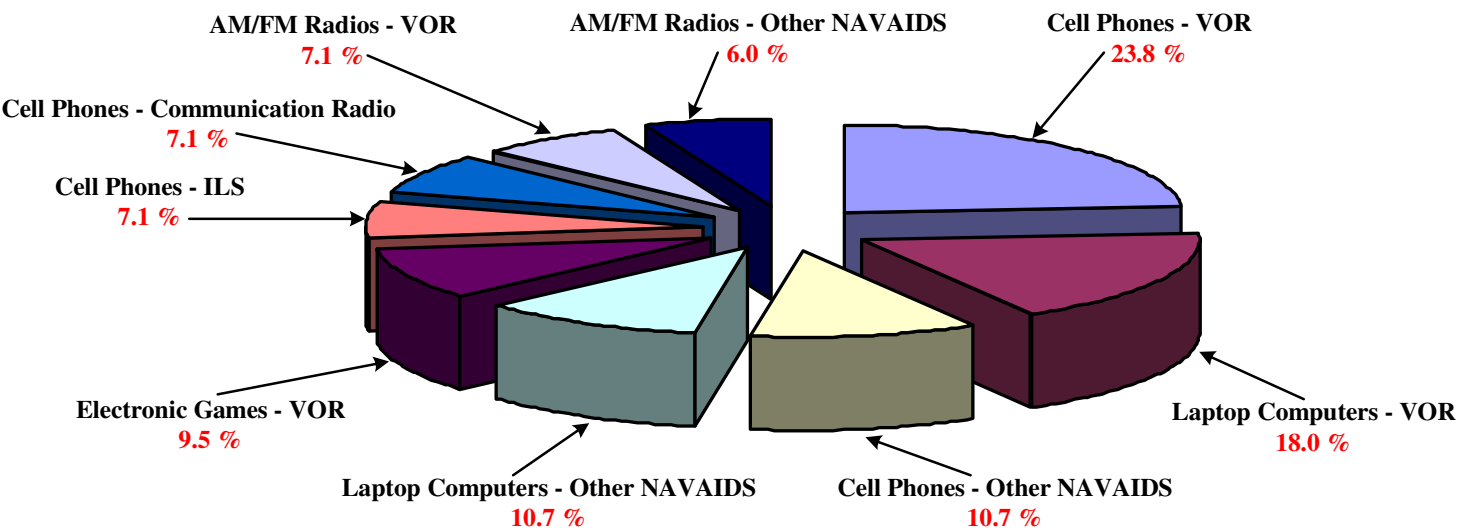 AM/FM Radios - VOR
7.1 %
AM/FM Radios - Other NAVAIDS
6.0 %
Cell Phones - VOR
23.8 %
Cell Phones - Communication Radio
7.1 %
Cell Phones - ILS
7.1 %
Electronic Games - VOR
9.5 %
Laptop Computers - VOR
18.0 %
Laptop Computers - Other NAVAIDS
10.7 %
Cell Phones - Other NAVAIDS
10.7 %